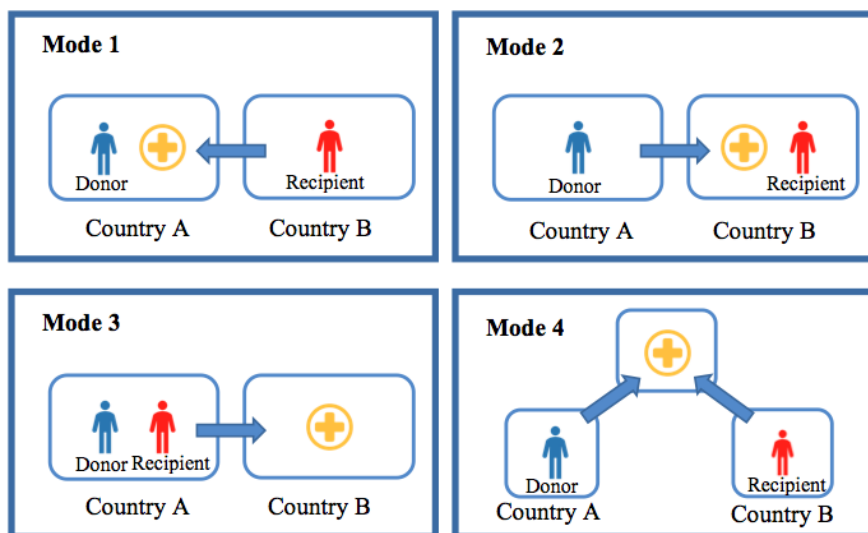 Mode 1
Donor
Recipient
Country A
Country B
Mode 2
Donor
Recipient
Country A
Country B
Mode 3
Donor Recipient
Country A
Country B
Mode 4
Donor
Recipient
Country A
Country B